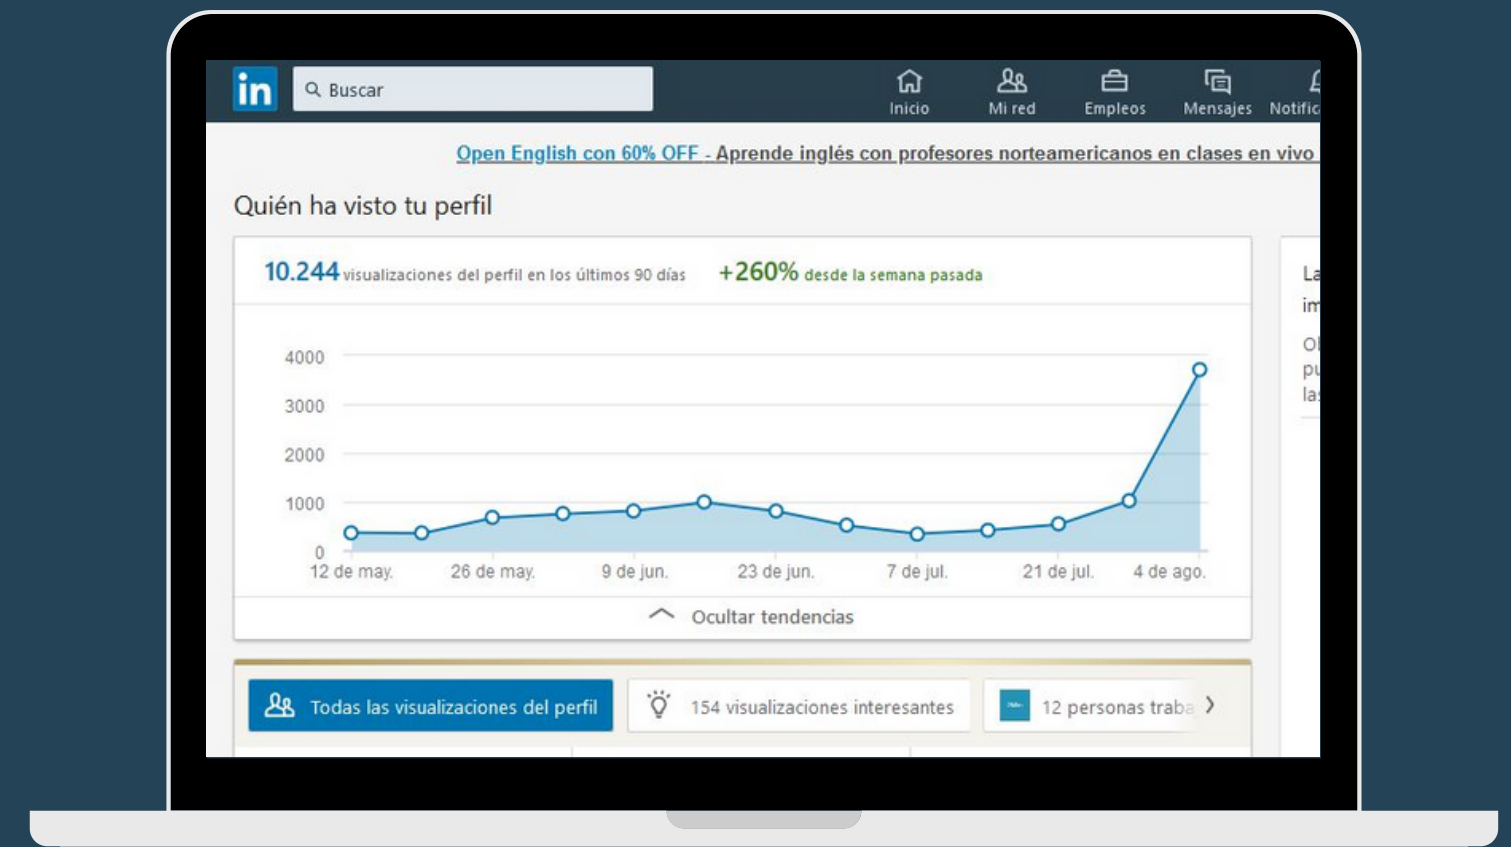 in
Buscar
Inicio
Mi red
Empleos
Mensajes
Open English con 60% OFF - Aprende inglés con profesores norteamericanos en clases en vivo
Quién ha visto tu perfil
10.244 visualizaciones del perfil en los últimos 90 días +260% desde la semana pasada
4000
3000
2000
1000
0
12 de may. 26 de may. 9 de jun. 23 de jun. 7 de jul. 21 de jul. 4 de ago.
Ocultar tendencias
Todas las visualizaciones del perfil
154 visualizaciones interesantes
12 personas